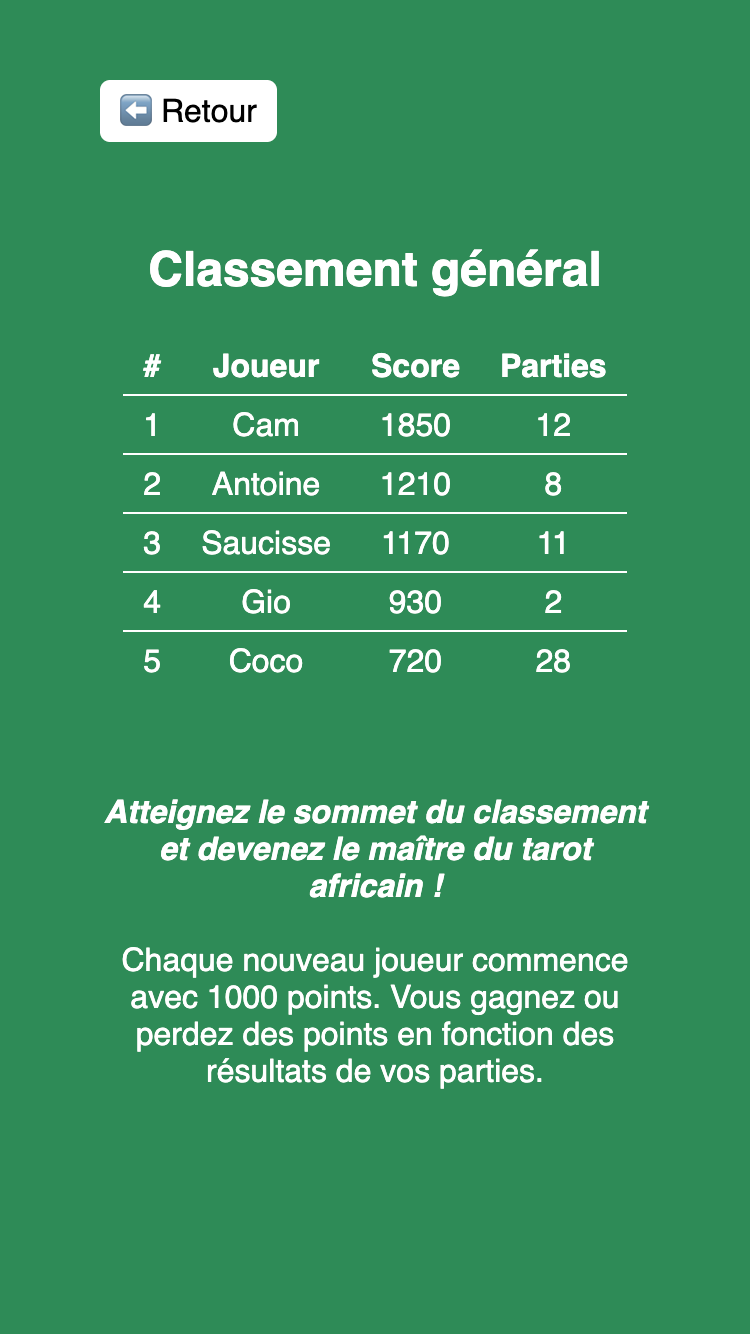 ⬅️ Retour
Classement général
# Joueur Score Parties
1 Cam 1850 12
2 Antoine 1210 8
3 Saucisse 1170 11
4 Gio 930 2
5 Coco 720 28
Atteignez le sommet du classement
et devenez le maître du tarot
africain !
Chaque nouveau joueur commence
avec 1000 points. Vous gagnez ou
perdez des points en fonction des
résultats de vos parties.